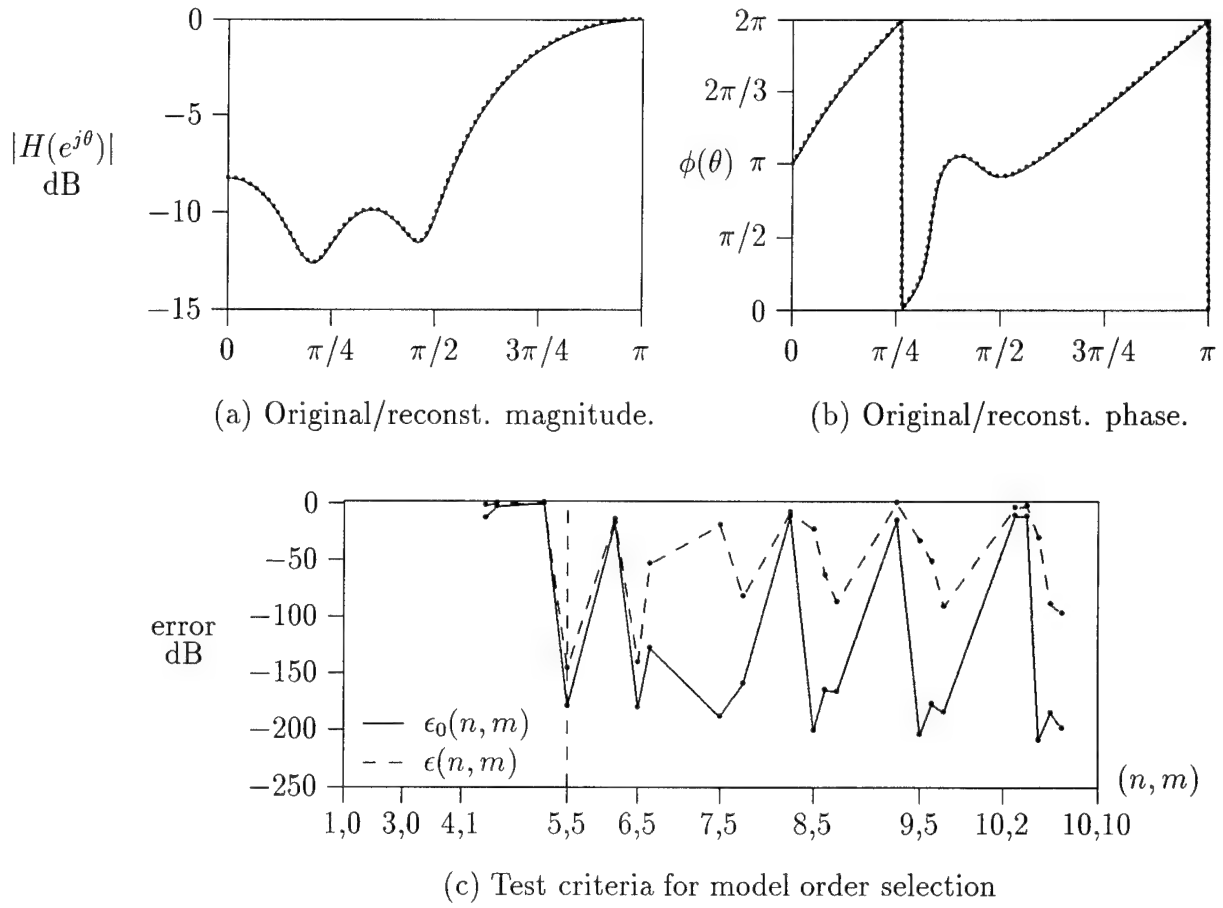 0
−5
−10
−15
|H(e^{jθ})|
dB
0
π/4
π/2
3π/4
π
(a) Original/reconst. magnitude.
2π
2π/3
φ(θ) π
π/2
0
0
π/4
π/2
3π/4
π
(b) Original/reconst. phase.
0
−50
−100
−150
−200
−250
error
dB
ϵ₀(n, m)
ϵ(n, m)
(n, m)
1,0
3,0
4,1
5,5
6,5
7,5
8,5
9,5
10,2
10,10
(c) Test criteria for model order selection